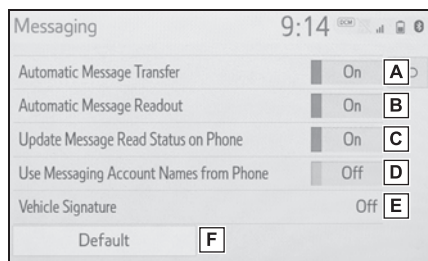 Messaging 9:14 DCM
Automatic Message Transfer On A
Automatic Message Readout On B
Update Message Read Status on Phone On C
Use Messaging Account Names from Phone Off D
Vehicle Signature Off E
Default F